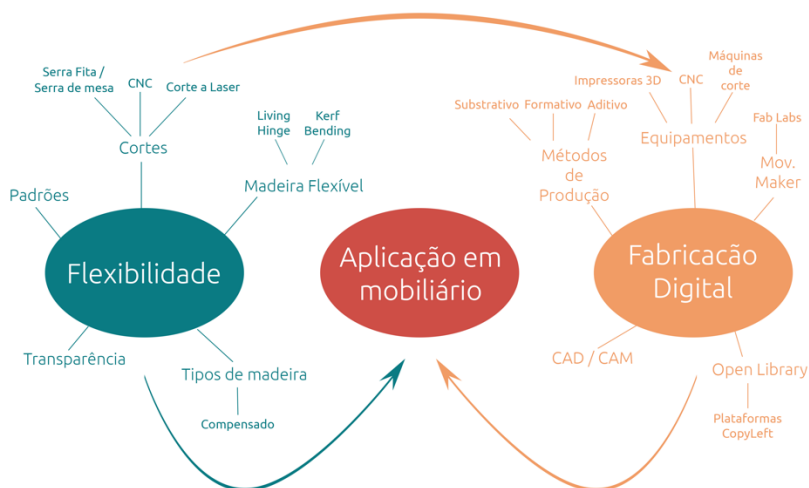 Serra Fita /
Serra de mesa
CNC
Corte a Laser
Cortes
Living
Hinge
Kerf
Bending
Madeira Flexível
Padrões
Flexibilidade
Transparência
Tipos de madeira
Compensado
Aplicação em
mobiliário
Impressoras 3D
CNC
Máquinas
de
corte
Equipamentos
Substrativo
Formativo
Aditivo
Métodos
de
Produção
Fab Labs
Mov.
Maker
Fabricacão
Digital
CAD / CAM
Open Library
Plataformas
CopyLeft